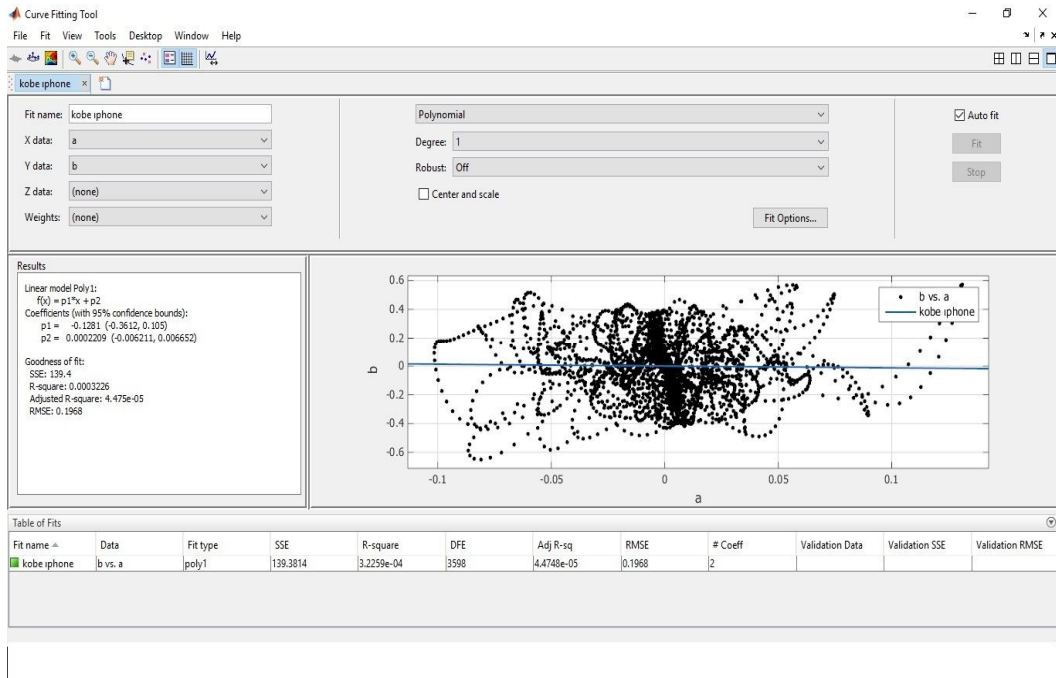 Curve Fitting Tool
File Fit View Tools Desktop Window Help
kobe ıphone
Fit name: kobe ıphone
X data: a
Y data: b
Z data: (none)
Weights: (none)
Polynomial
Degree: 1
Robust: Off
Center and scale
Fit Options...
Auto fit
Fit
Stop
Results
Linear model Poly1:
f(x) = p1*x + p2
Coefficients (with 95% confidence bounds):
p1 = -0.1281 (-0.3612, 0.105)
p2 = 0.0002209 (-0.006211, 0.006652)
Goodness of fit:
SSE: 139.4
R-square: 0.0003226
Adjusted R-square: 4.475e-05
RMSE: 0.1968
0.6
0.4
0.2
0
-0.2
-0.4
-0.6
b
-0.1 -0.05 0 0.05 0.1
a
b vs. a
kobe ıphone
Table of Fits
Fit name Data Fit type SSE R-square DFE Adj R-sq RMSE # Coeff Validation Data Validation SSE Validation RMSE
kobe ıphone b vs. a poly1 139.3814 3.2259e-04 3598 4.4748e-05 0.1968 2